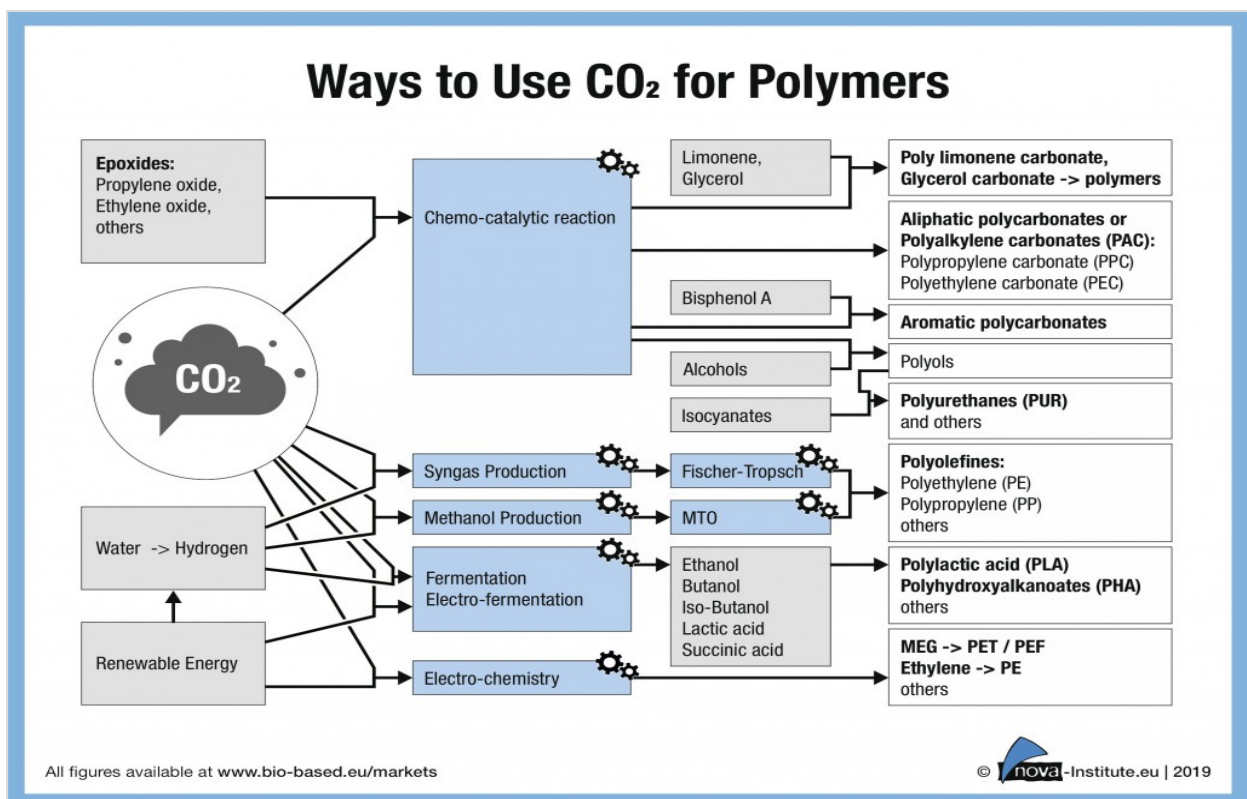 Ways to Use CO₂ for Polymers
Epoxides:
Propylene oxide,
Ethylene oxide,
others
CO₂
Water -> Hydrogen
Renewable Energy
Chemo-catalytic reaction
Syngas Production
Methanol Production
Fermentation
Electro-fermentation
Electro-chemistry
Limonene,
Glycerol
Bisphenol A
Alcohols
Isocyanates
Fischer-Tropsch
MTO
Ethanol
Butanol
Iso-Butanol
Lactic acid
Succinic acid
Poly limonene carbonate,
Glycerol carbonate -> polymers
Aliphatic polycarbonates or
Polyalkylene carbonates (PAC):
Polypropylene carbonate (PPC)
Polyethylene carbonate (PEC)
Aromatic polycarbonates
Polyols
Polyurethanes (PUR)
and others
Polyolefines:
Polyethylene (PE)
Polypropylene (PP)
others
Polylactic acid (PLA)
Polyhydroxyalkanoates (PHA)
others
MEG -> PET / PEF
Ethylene -> PE
others
All figures available at www.bio-based.eu/markets
© nova-Institute.eu | 2019